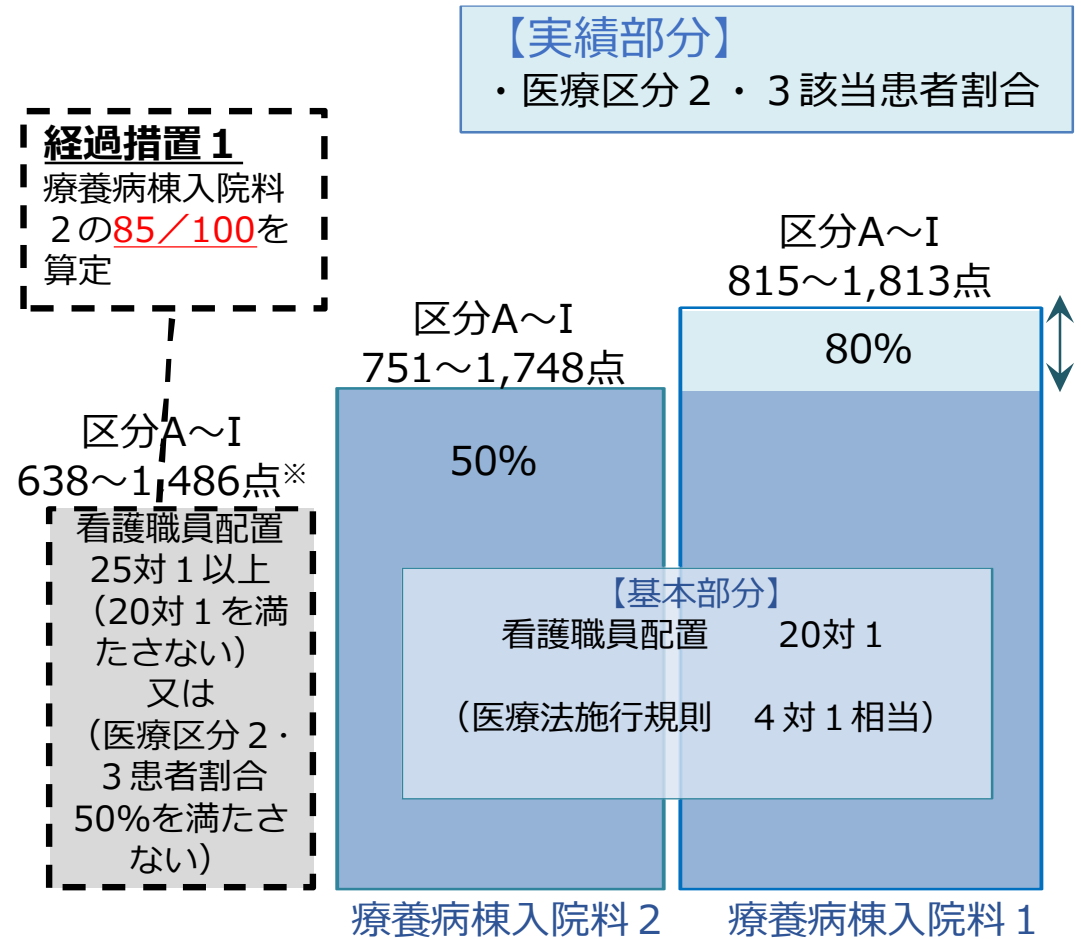 【実績部分】
・医療区分２・３該当患者割合
経過措置１
療養病棟入院料
２の85／100を
算定
区分A～I
815～1,813点
80%
区分A～I
751～1,748点
50%
区分A～I
638～1,486点※
看護職員配置
25対１以上
（20対１を満
たさない）
又は
（医療区分２・
３患者割合
50%を満たさ
ない）
【基本部分】
看護職員配置　20対１
（医療法施行規則　４対１相当）
療養病棟入院料２
療養病棟入院料１